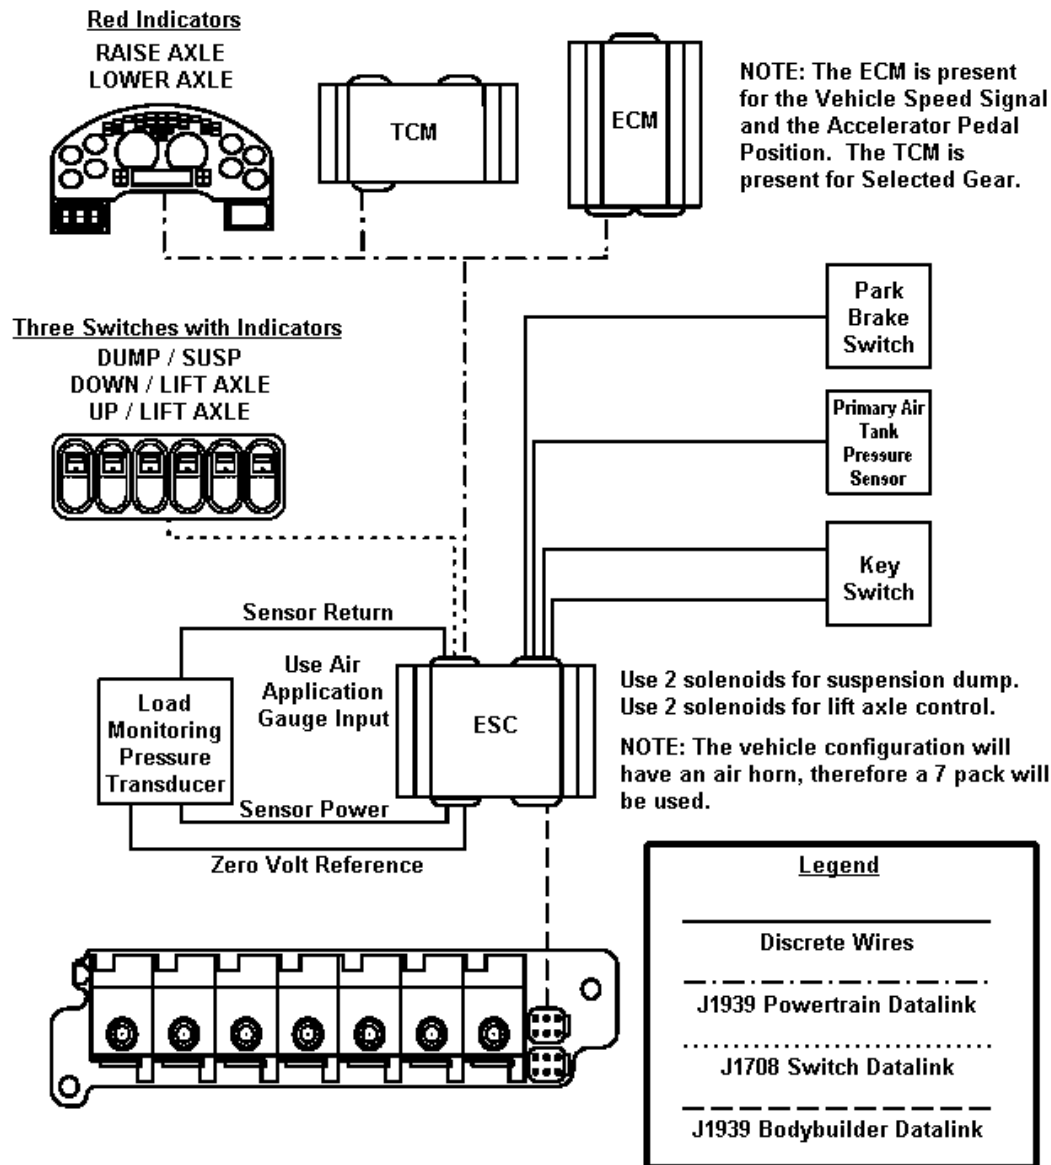 Red Indicators
RAISE AXLE
LOWER AXLE
TCM
ECM
NOTE: The ECM is present
for the Vehicle Speed Signal
and the Accelerator Pedal
Position. The TCM is
present for Selected Gear.
Three Switches with Indicators
DUMP / SUSP
DOWN / LIFT AXLE
UP / LIFT AXLE
Park
Brake
Switch
Primary Air
Tank
Pressure
Sensor
Key
Switch
Sensor Return
Use Air
Application
Gauge Input
Load
Monitoring
Pressure
Transducer
ESC
Sensor Power
Zero Volt Reference
Use 2 solenoids for suspension dump.
Use 2 solenoids for lift axle control.
NOTE: The vehicle configuration will
have an air horn, therefore a 7 pack will
be used.
Legend
Discrete Wires
J1939 Powertrain Datalink
J1708 Switch Datalink
J1939 Bodybuilder Datalink